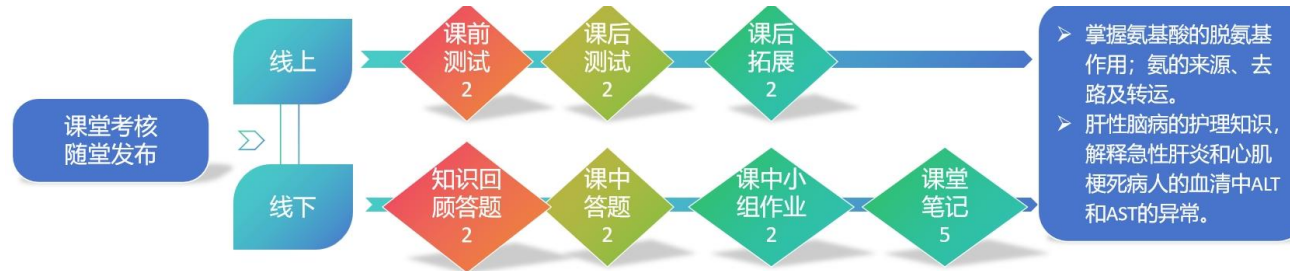 课堂考核
随堂发布
线上
课前
测试
2
课后
测试
2
课后
拓展
2
线下
知识回
顾答题
2
课中
答题
2
课中小
组作业
2
课堂
笔记
5
掌握氨基酸的脱氨基
作用；氨的来源、去
路及转运。
肝性脑病的护理知识，
解释急性肝炎和心肌
梗死病人的血清中ALT
和AST的异常。